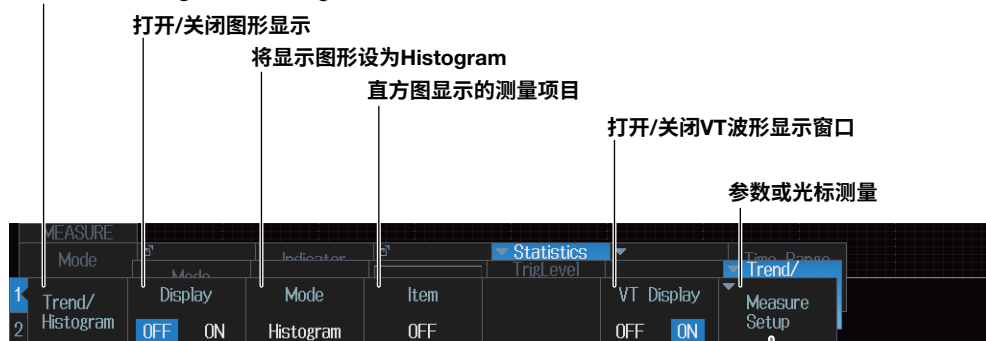 打开/关闭图形显示
将显示图形设为Histogram
直方图显示的测量项目
打开/关闭VT波形显示窗口
参数或光标测量
MEASURE
Mode
Mode
Indicator
Statistics
TrigLevel
Time Range
Trend/
1
2
Trend/
Histogram
Display
OFF ON
Mode
Histogram
Item
OFF
VT Display
OFF ON
Measure
Setup